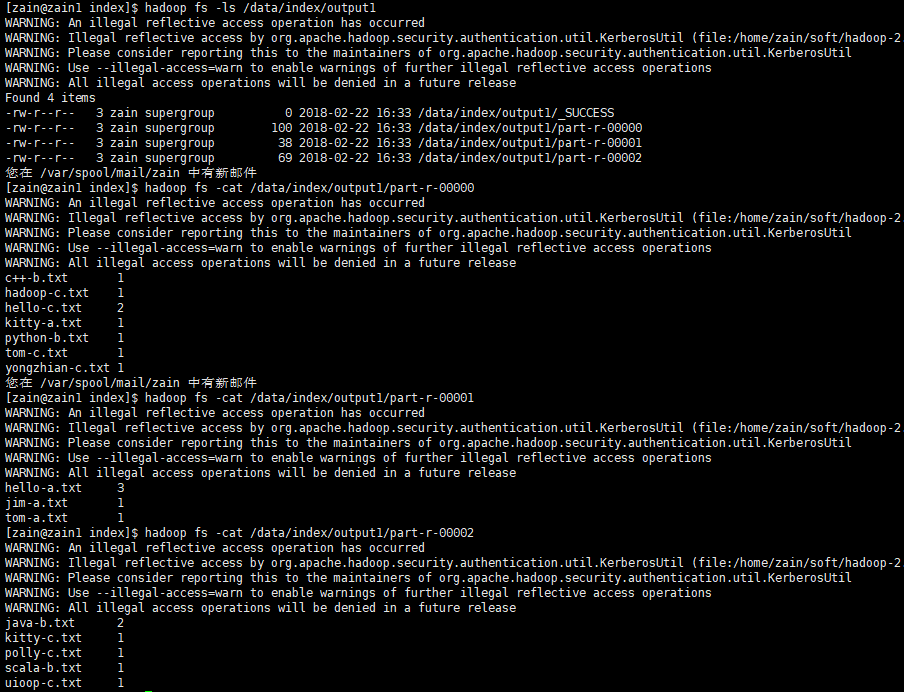 [zain@zain1 index]$ hadoop fs -ls /data/index/output1
WARNING: An illegal reflective access operation has occurred
WARNING: Illegal reflective access by org.apache.hadoop.security.authentication.util.KerberosUtil (file:/home/zain/soft/hadoop-2.
WARNING: Please consider reporting this to the maintainers of org.apache.hadoop.security.authentication.util.KerberosUtil
WARNING: Use --illegal-access=warn to enable warnings of further illegal reflective access operations
WARNING: All illegal access operations will be denied in a future release
Found 4 items
-rw-r--r--   3 zain supergroup          0 2018-02-22 16:33 /data/index/output1/_SUCCESS
-rw-r--r--   3 zain supergroup        100 2018-02-22 16:33 /data/index/output1/part-r-00000
-rw-r--r--   3 zain supergroup         38 2018-02-22 16:33 /data/index/output1/part-r-00001
-rw-r--r--   3 zain supergroup         69 2018-02-22 16:33 /data/index/output1/part-r-00002
您在 /var/spool/mail/zain 中有新邮件
[zain@zain1 index]$ hadoop fs -cat /data/index/output1/part-r-00000
WARNING: An illegal reflective access operation has occurred
WARNING: Illegal reflective access by org.apache.hadoop.security.authentication.util.KerberosUtil (file:/home/zain/soft/hadoop-2.
WARNING: Please consider reporting this to the maintainers of org.apache.hadoop.security.authentication.util.KerberosUtil
WARNING: Use --illegal-access=warn to enable warnings of further illegal reflective access operations
WARNING: All illegal access operations will be denied in a future release
c++-b.txt	1
hadoop-c.txt	1
hello-c.txt	2
kitty-a.txt	1
python-b.txt	1
tom-c.txt	1
yongzhian-c.txt	1
您在 /var/spool/mail/zain 中有新邮件
[zain@zain1 index]$ hadoop fs -cat /data/index/output1/part-r-00001
WARNING: An illegal reflective access operation has occurred
WARNING: Illegal reflective access by org.apache.hadoop.security.authentication.util.KerberosUtil (file:/home/zain/soft/hadoop-2.
WARNING: Please consider reporting this to the maintainers of org.apache.hadoop.security.authentication.util.KerberosUtil
WARNING: Use --illegal-access=warn to enable warnings of further illegal reflective access operations
WARNING: All illegal access operations will be denied in a future release
hello-a.txt	3
jim-a.txt	1
tom-a.txt	1
[zain@zain1 index]$ hadoop fs -cat /data/index/output1/part-r-00002
WARNING: An illegal reflective access operation has occurred
WARNING: Illegal reflective access by org.apache.hadoop.security.authentication.util.KerberosUtil (file:/home/zain/soft/hadoop-2.
WARNING: Please consider reporting this to the maintainers of org.apache.hadoop.security.authentication.util.KerberosUtil
WARNING: Use --illegal-access=warn to enable warnings of further illegal reflective access operations
WARNING: All illegal access operations will be denied in a future release
java-b.txt	2
kitty-c.txt	1
polly-c.txt	1
scala-b.txt	1
uioop-c.txt	1